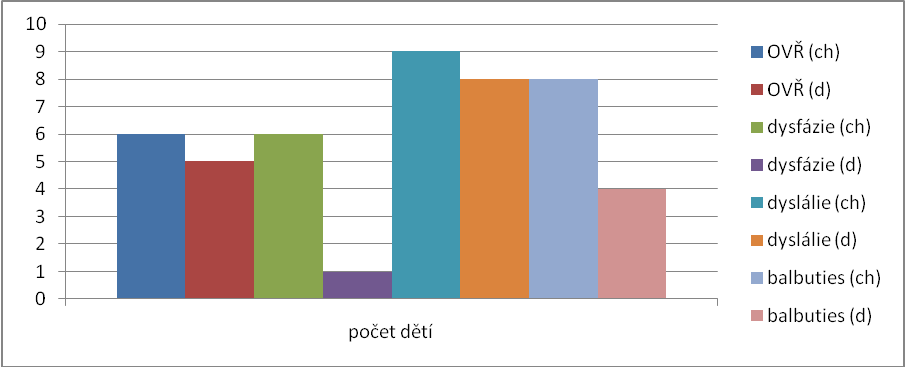 10
9
8
7
6
5
4
3
2
1
0
počet dětí
OVŘ (ch)
OVŘ (d)
dysfázie (ch)
dysfázie (d)
dyslálie (ch)
dyslálie (d)
balbuties (ch)
balbuties (d)